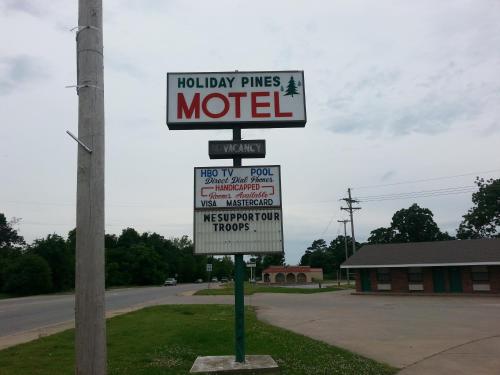 HOLIDAY PINES
MOTEL
VACANCY
HBO TV POOL
Direct Dial Phones
HANDICAPPED
Rooms Available
VISA MASTERCARD
WE SUPPORT OUR
TROOPS